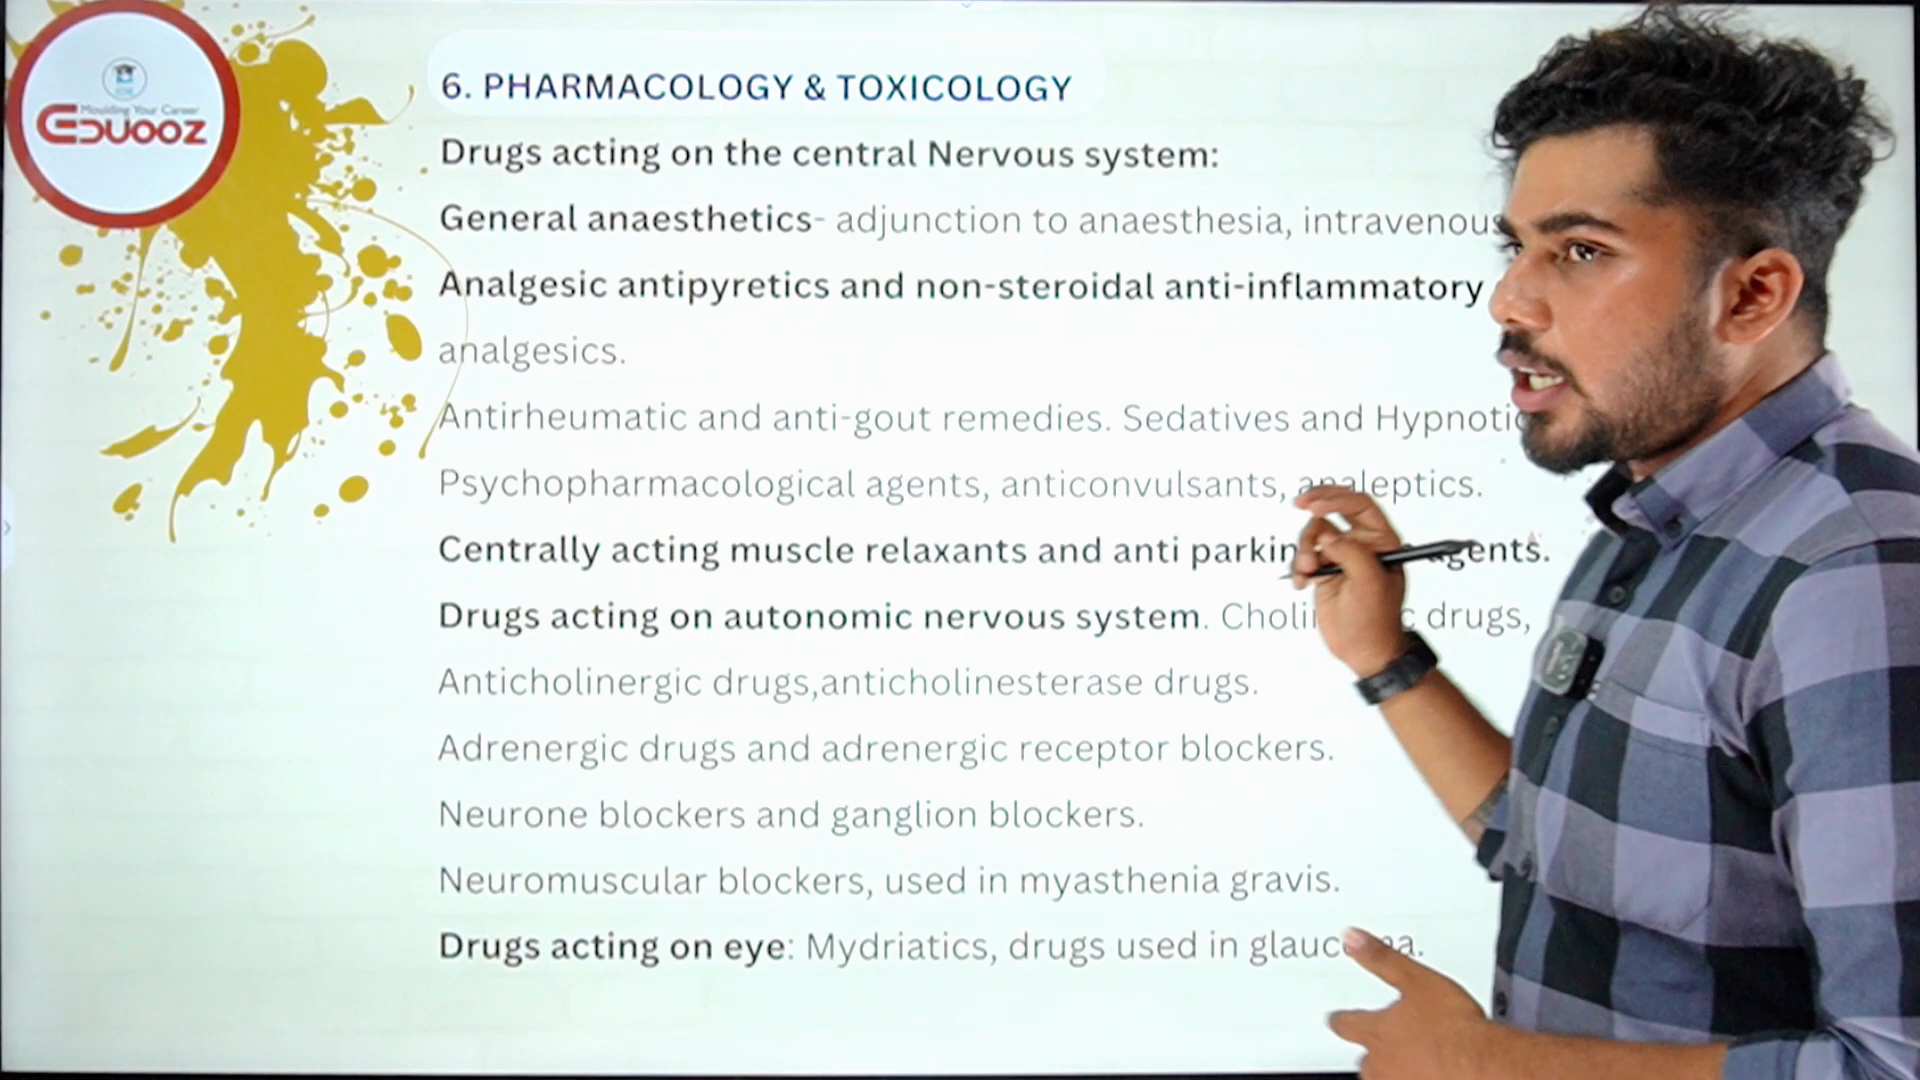 Moulding Your Career
EDUOOZ
6. PHARMACOLOGY & TOXICOLOGY
Drugs acting on the central Nervous system:
General anaesthetics- adjunction to anaesthesia, intravenous
Analgesic antipyretics and non-steroidal anti-inflammatory
analgesics.
Antirheumatic and anti-gout remedies. Sedatives and
Psychopharmacological agents, anticonvulsants, analeptics.
Centrally acting muscle relaxants and anti agents.
Drugs acting on autonomic nervous system. drugs,
Anticholinergic drugs,anticholinesterase drugs.
Adrenergic drugs and adrenergic receptor blockers.
Neurone blockers and ganglion blockers.
Neuromuscular blockers, used in myasthenia gravis.
Drugs acting on eye: Mydriatics, drugs used in glaucoma.